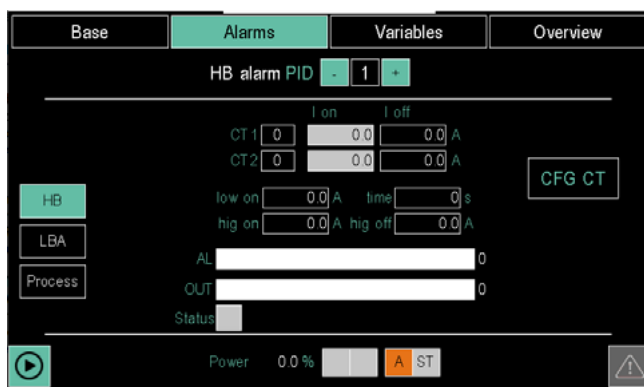 Base Alarms Variables Overview
HB alarm PID - 1 +
I on I off
CT 1 0 0.0 0.0 A
CT 2 0 0.0 0.0 A
CFG CT
HB low on 0.0 A time 0 s
hig on 0.0 A hig off 0.0 A
LBA
AL 0
Process
OUT 0
Status
Power 0.0 % A ST